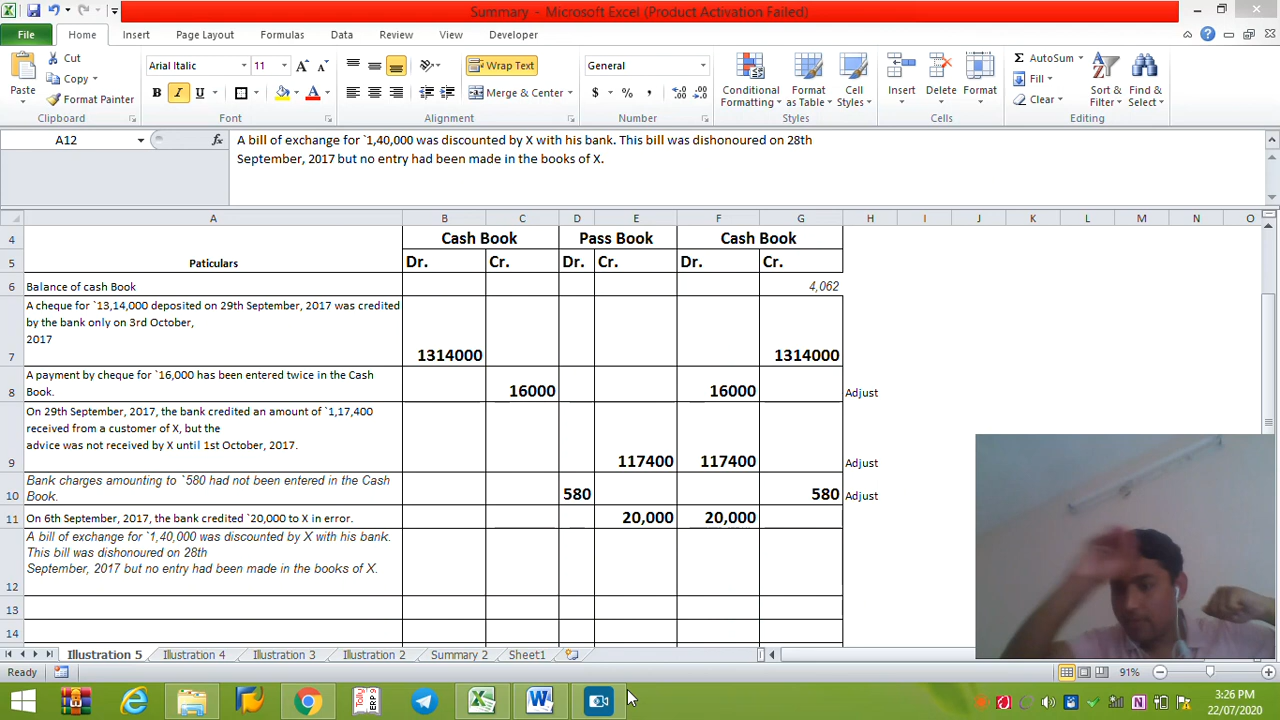 Summary - Microsoft Excel (Product Activation Failed)
File Home Insert Page Layout Formulas Data Review View Developer
Paste Cut Copy Format Painter
Clipboard
Arial Italic 11
B I U A
Font
Wrap Text
Merge & Center
Alignment
General
$ % ,
Number
Conditional Formatting Format as Table Cell Styles
Styles
Insert Delete Format
Cells
AutoSum Fill Clear
Sort & Filter Find & Select
Editing
A12 fx A bill of exchange for `1,40,000 was discounted by X with his bank. This bill was dishonoured on 28th
September, 2017 but no entry had been made in the books of X.
A B C D E F G H I J K L M N O
4 Cash Book Pass Book Cash Book
5 Paticulars Dr. Cr. Dr. Cr. Dr. Cr.
6 Balance of cash Book 4,062
A cheque for `13,14,000 deposited on 29th September, 2017 was credited
by the bank only on 3rd October,
2017
7 1314000 1314000
A payment by cheque for `16,000 has been entered twice in the Cash
8 Book. 16000 16000 Adjust
On 29th September, 2017, the bank credited an amount of `1,17,400
received from a customer of X, but the
advice was not received by X until 1st October, 2017.
9 117400 117400 Adjust
Bank charges amounting to `580 had not been entered in the Cash
10 Book. 580 580 Adjust
11 On 6th September, 2017, the bank credited `20,000 to X in error. 20,000 20,000
A bill of exchange for `1,40,000 was discounted by X with his bank.
This bill was dishonoured on 28th
September, 2017 but no entry had been made in the books of X.
12
13
14
Illustration 5 Illustration 4 Illustration 3 Illustration 2 Summary 2 Sheet1
Ready 91%
3:26 PM
22/07/2020